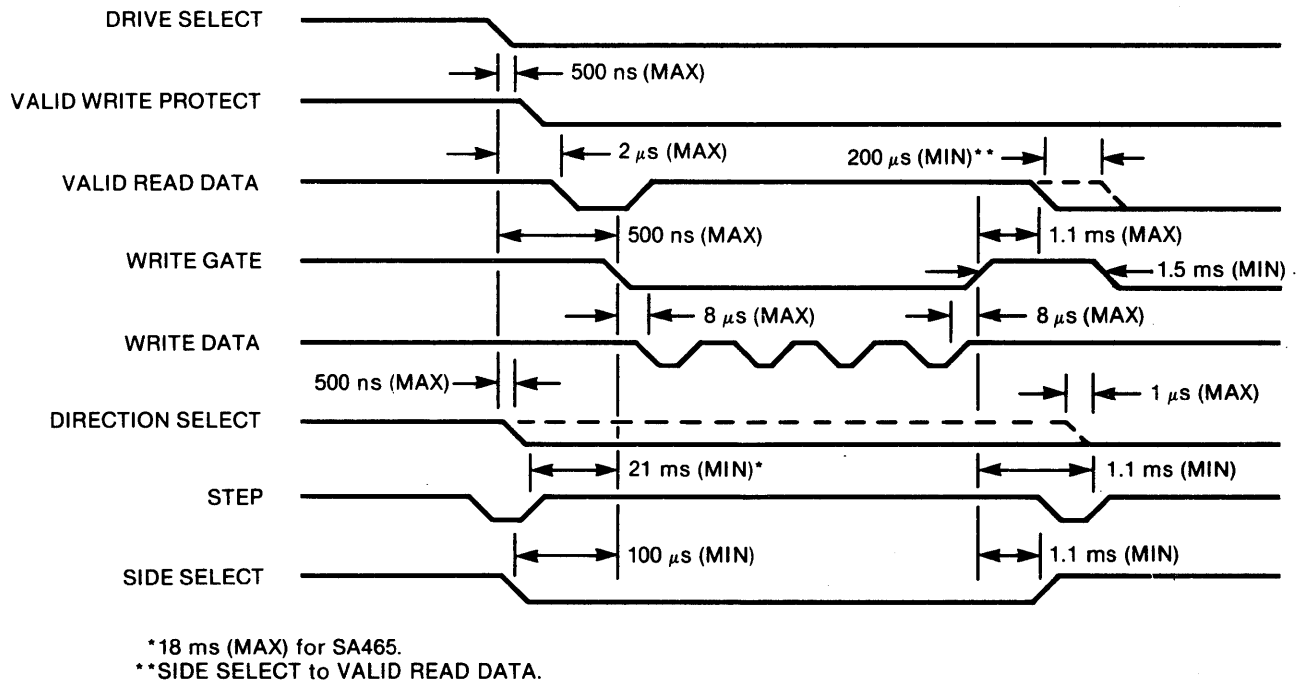 DRIVE SELECT
500 ns (MAX)
VALID WRITE PROTECT
2 μs (MAX)
200 μs (MIN)**
VALID READ DATA
500 ns (MAX)
1.1 ms (MAX)
WRITE GATE
1.5 ms (MIN)
8 μs (MAX)
8 μs (MAX)
WRITE DATA
500 ns (MAX)
1 μs (MAX)
DIRECTION SELECT
21 ms (MIN)*
1.1 ms (MIN)
STEP
100 μs (MIN)
1.1 ms (MIN)
SIDE SELECT
*18 ms (MAX) for SA465.
**SIDE SELECT to VALID READ DATA.